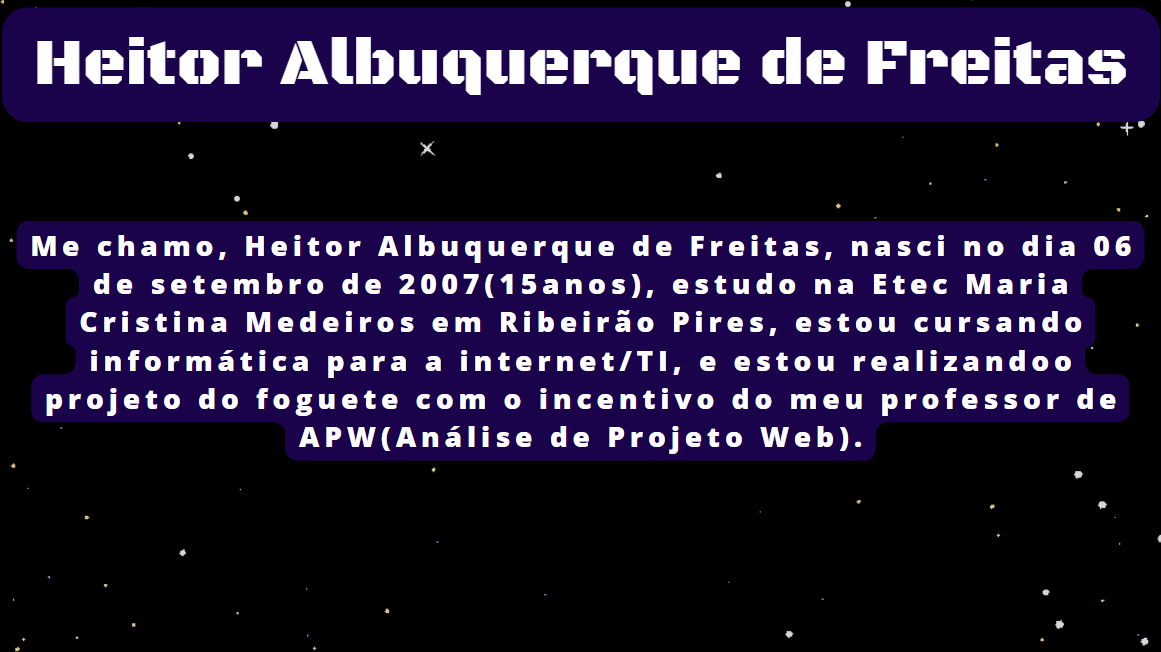 Heitor Albuquerque de Freitas
Me chamo, Heitor Albuquerque de Freitas, nasci no dia 06
de setembro de 2007(15anos), estudo na Etec Maria
Cristina Medeiros em Ribeirão Pires, estou cursando
informática para a internet/TI, e estou realizandoo
projeto do foguete com o incentivo do meu professor de
APW(Análise de Projeto Web).